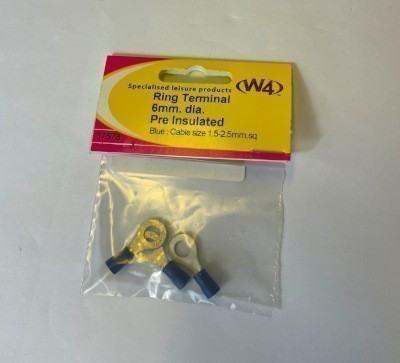 Specialised leisure products
W4
Ring Terminal
6mm. dia.
Pre Insulated
Blue : Cable size 1.5-2.5mm.sq